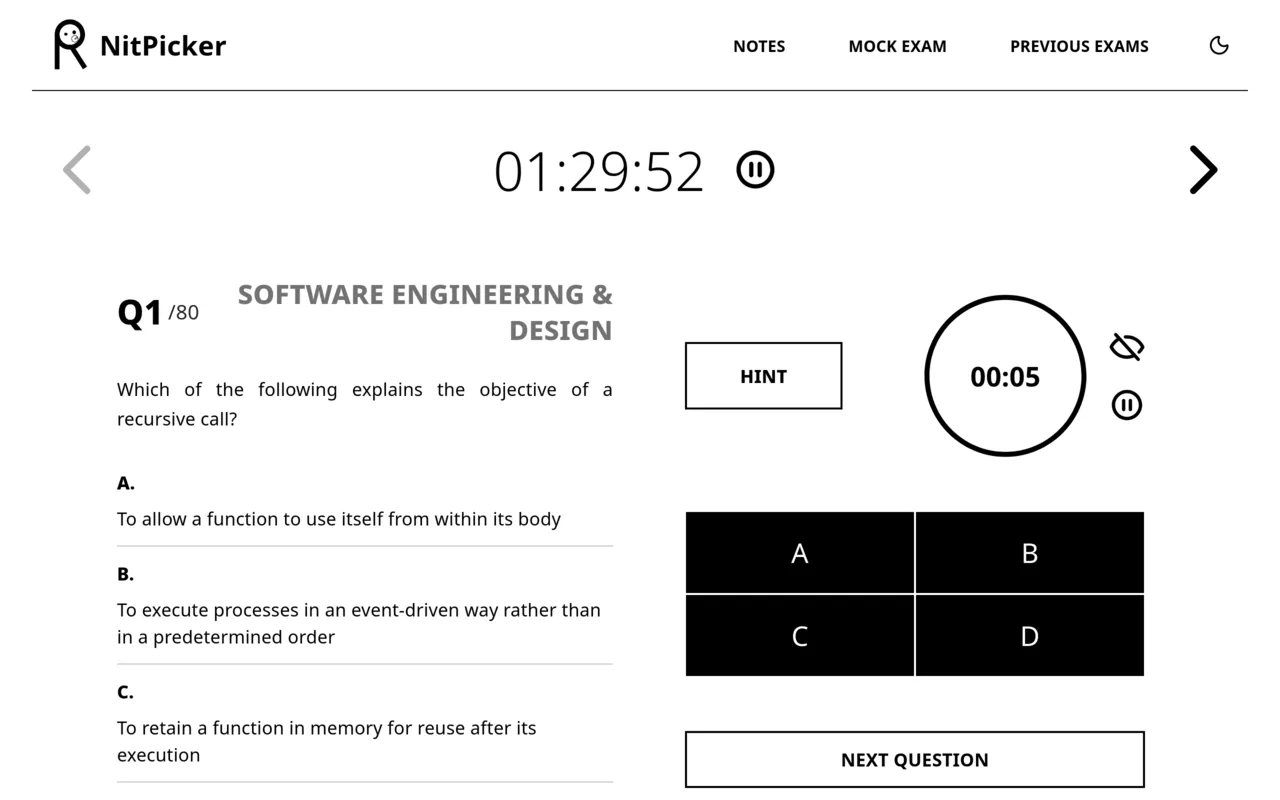 NitPicker
NOTES
MOCK EXAM
PREVIOUS EXAMS
01:29:52
Q1 /80
SOFTWARE ENGINEERING &
DESIGN
Which of the following explains the objective of a
recursive call?
A.
To allow a function to use itself from within its body
B.
To execute processes in an event-driven way rather than
in a predetermined order
C.
To retain a function in memory for reuse after its
execution
HINT
00:05
A
B
C
D
NEXT QUESTION